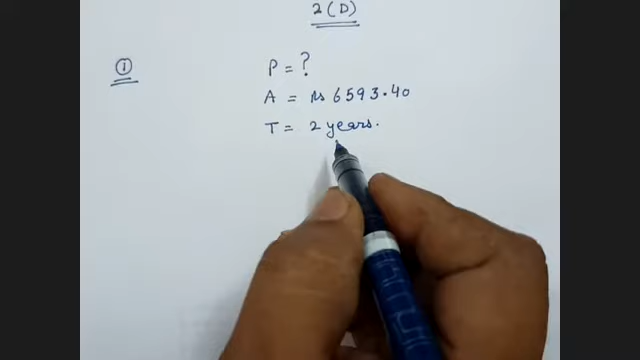 2(D)
①
P = ?
A = Rs 6593.40
T = 2 years.